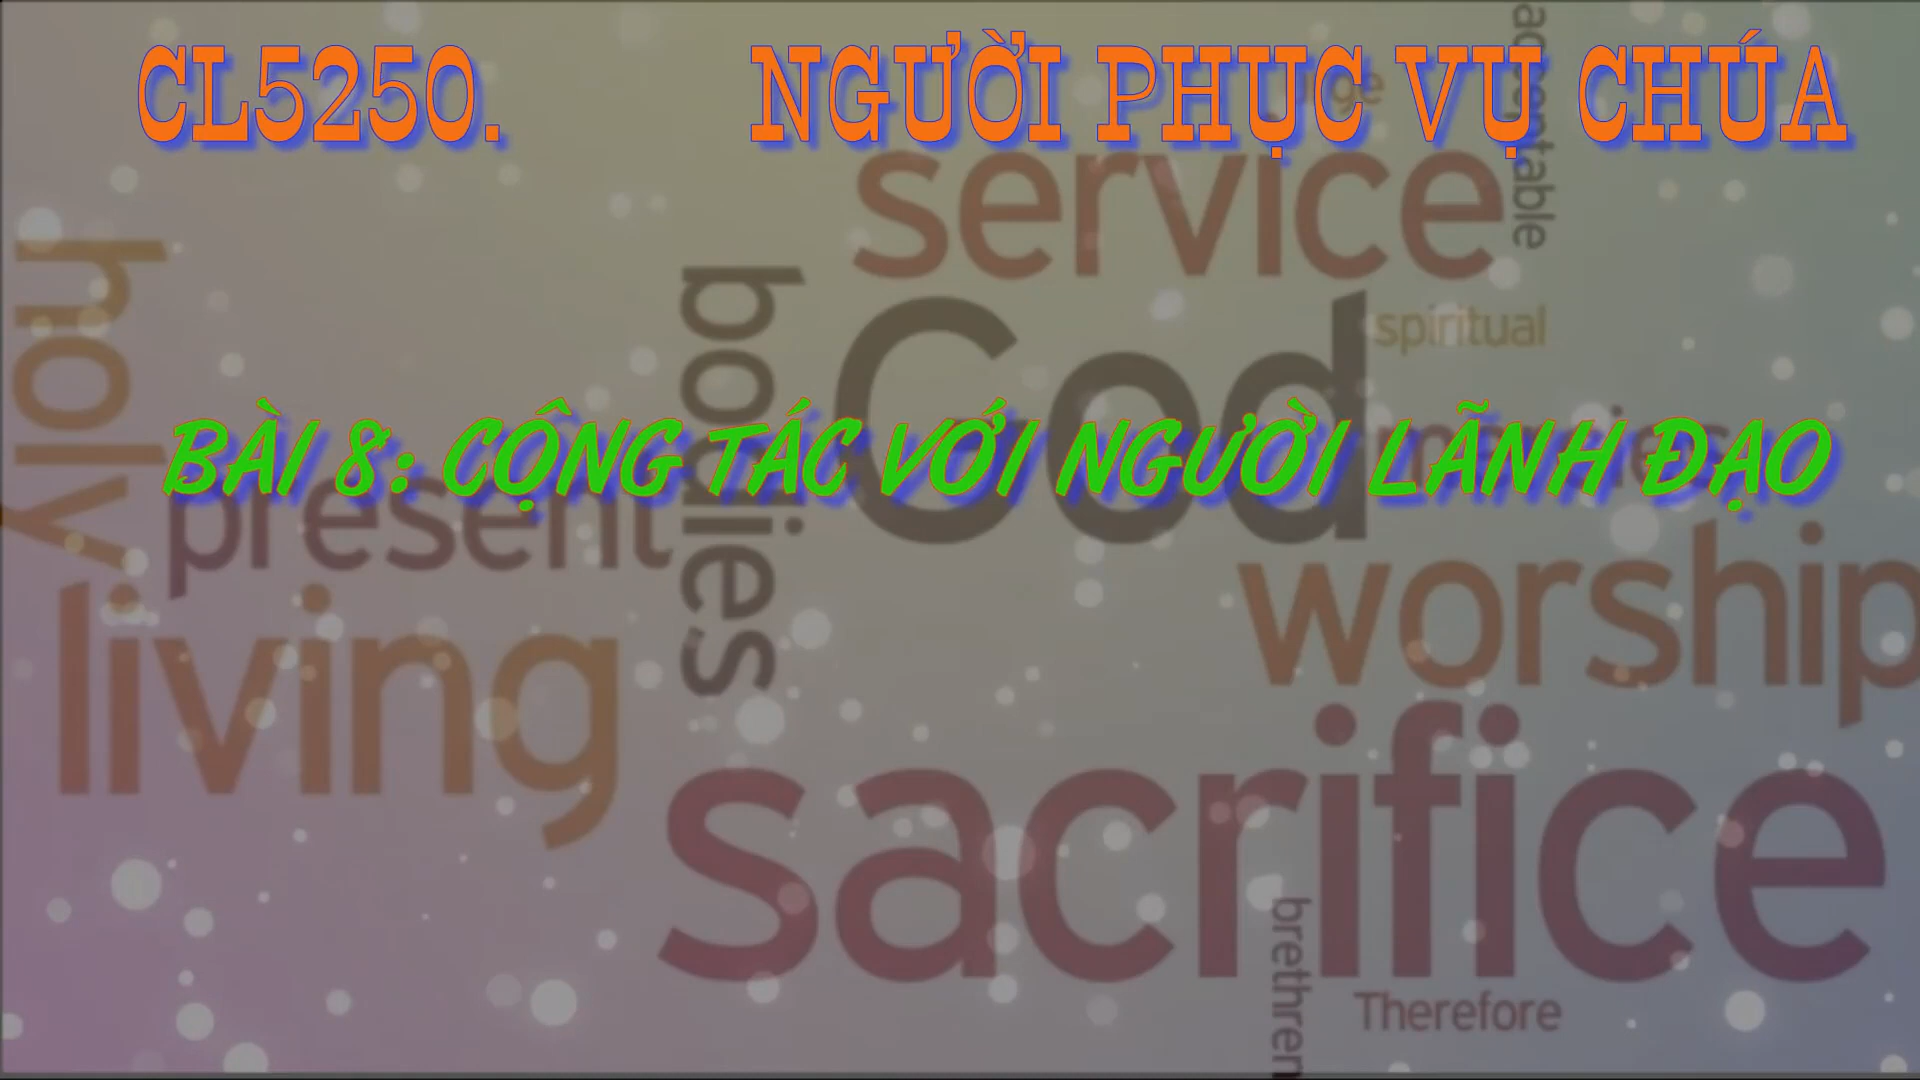 CL5250. NGƯỜI PHỤC VỤ CHÚA
acceptable
service
holy
bodies
God
spiritual
BÀI 8: CỘNG TÁC VỚI NGƯỜI LÃNH ĐẠO
present
living
worship
sacrifice
brethren
Therefore